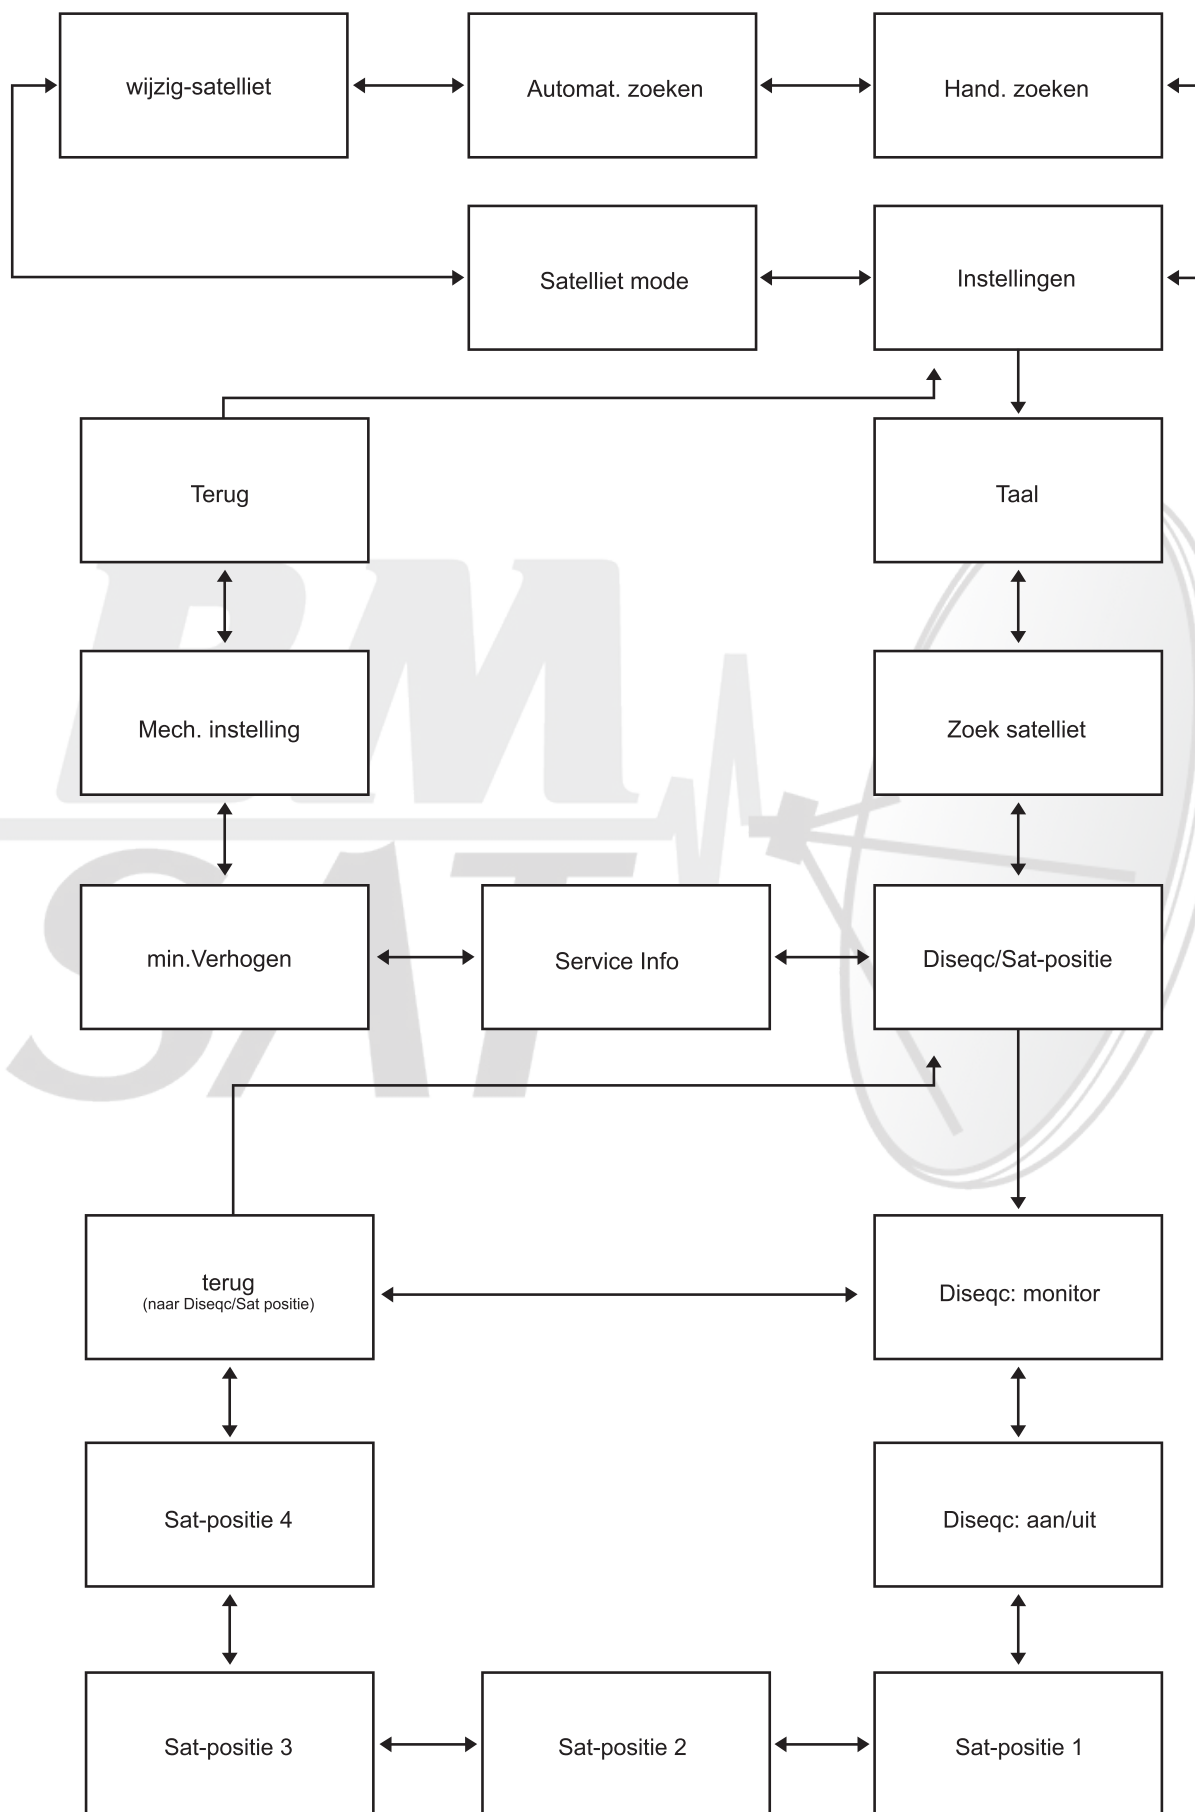 wijzig-satelliet
Automat. zoeken
Hand. zoeken
Satelliet mode
Instellingen
Terug
Taal
Mech. instelling
Zoek satelliet
min.Verhogen
Service Info
Diseqc/Sat-positie
terug
(naar Diseqc/Sat positie)
Diseqc: monitor
Sat-positie 4
Diseqc: aan/uit
Sat-positie 3
Sat-positie 2
Sat-positie 1
SAT